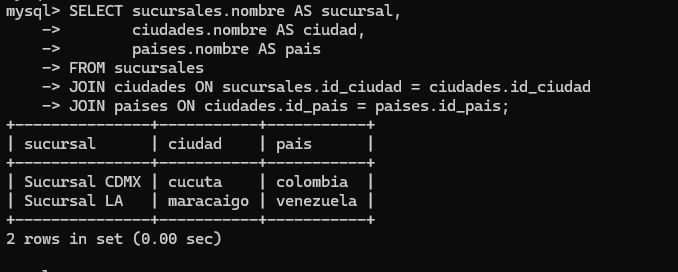 mysql> SELECT sucursales.nombre AS sucursal,
    ->        ciudades.nombre AS ciudad,
    ->        paises.nombre AS pais
    -> FROM sucursales
    -> JOIN ciudades ON sucursales.id_ciudad = ciudades.id_ciudad
    -> JOIN paises ON ciudades.id_pais = paises.id_pais;
+---------------+-----------+-----------+
| sucursal      | ciudad    | pais      |
+---------------+-----------+-----------+
| Sucursal CDMX | cucuta    | colombia  |
| Sucursal LA   | maracaigo | venezuela |
+---------------+-----------+-----------+
2 rows in set (0.00 sec)